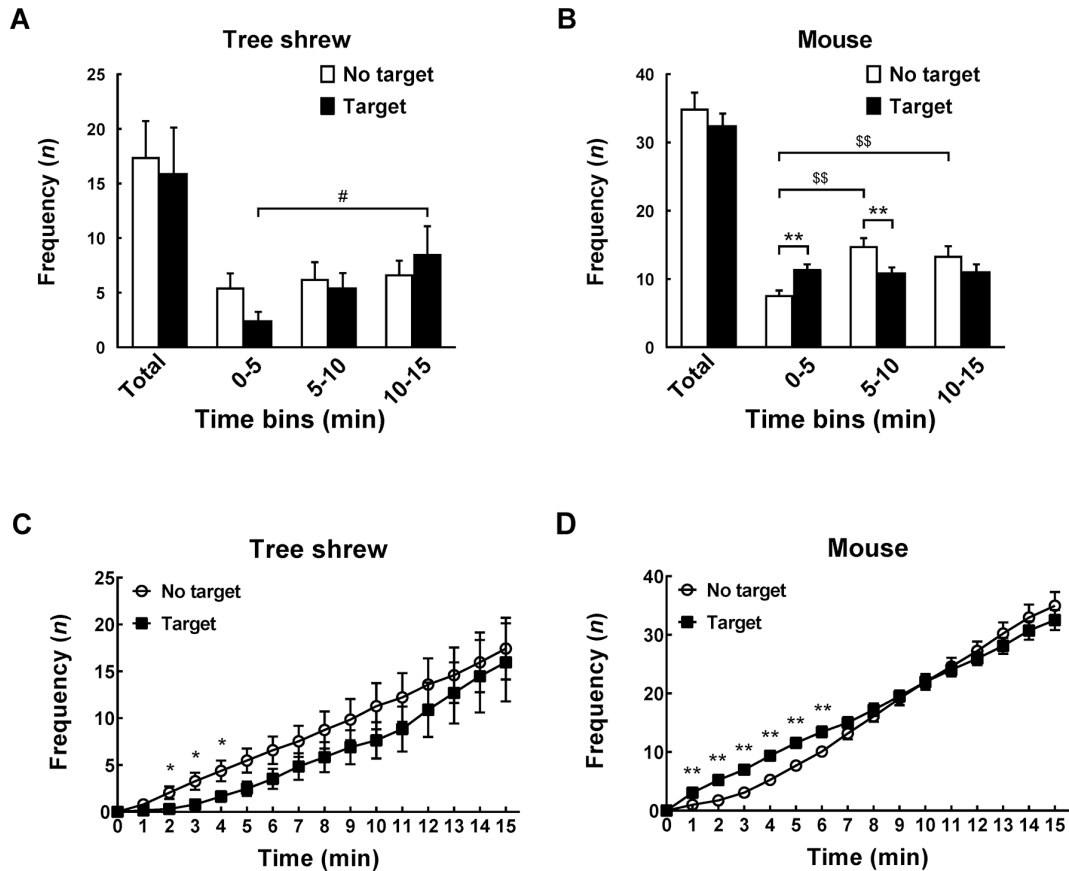 A
Tree shrew
No target
Target
Frequency (n)
25
20
15
10
5
0
#
Total
0-5
5-10
10-15
Time bins (min)
B
Mouse
No target
Target
Frequency (n)
40
30
20
10
0
$$
$$
**
**
Total
0-5
5-10
10-15
Time bins (min)
C
Tree shrew
No target
Target
Frequency (n)
25
20
15
10
5
0
* * *
0 1 2 3 4 5 6 7 8 9 10 11 12 13 14 15
Time (min)
D
Mouse
No target
Target
Frequency (n)
40
30
20
10
0
** ** ** ** ** **
0 1 2 3 4 5 6 7 8 9 10 11 12 13 14 15
Time (min)